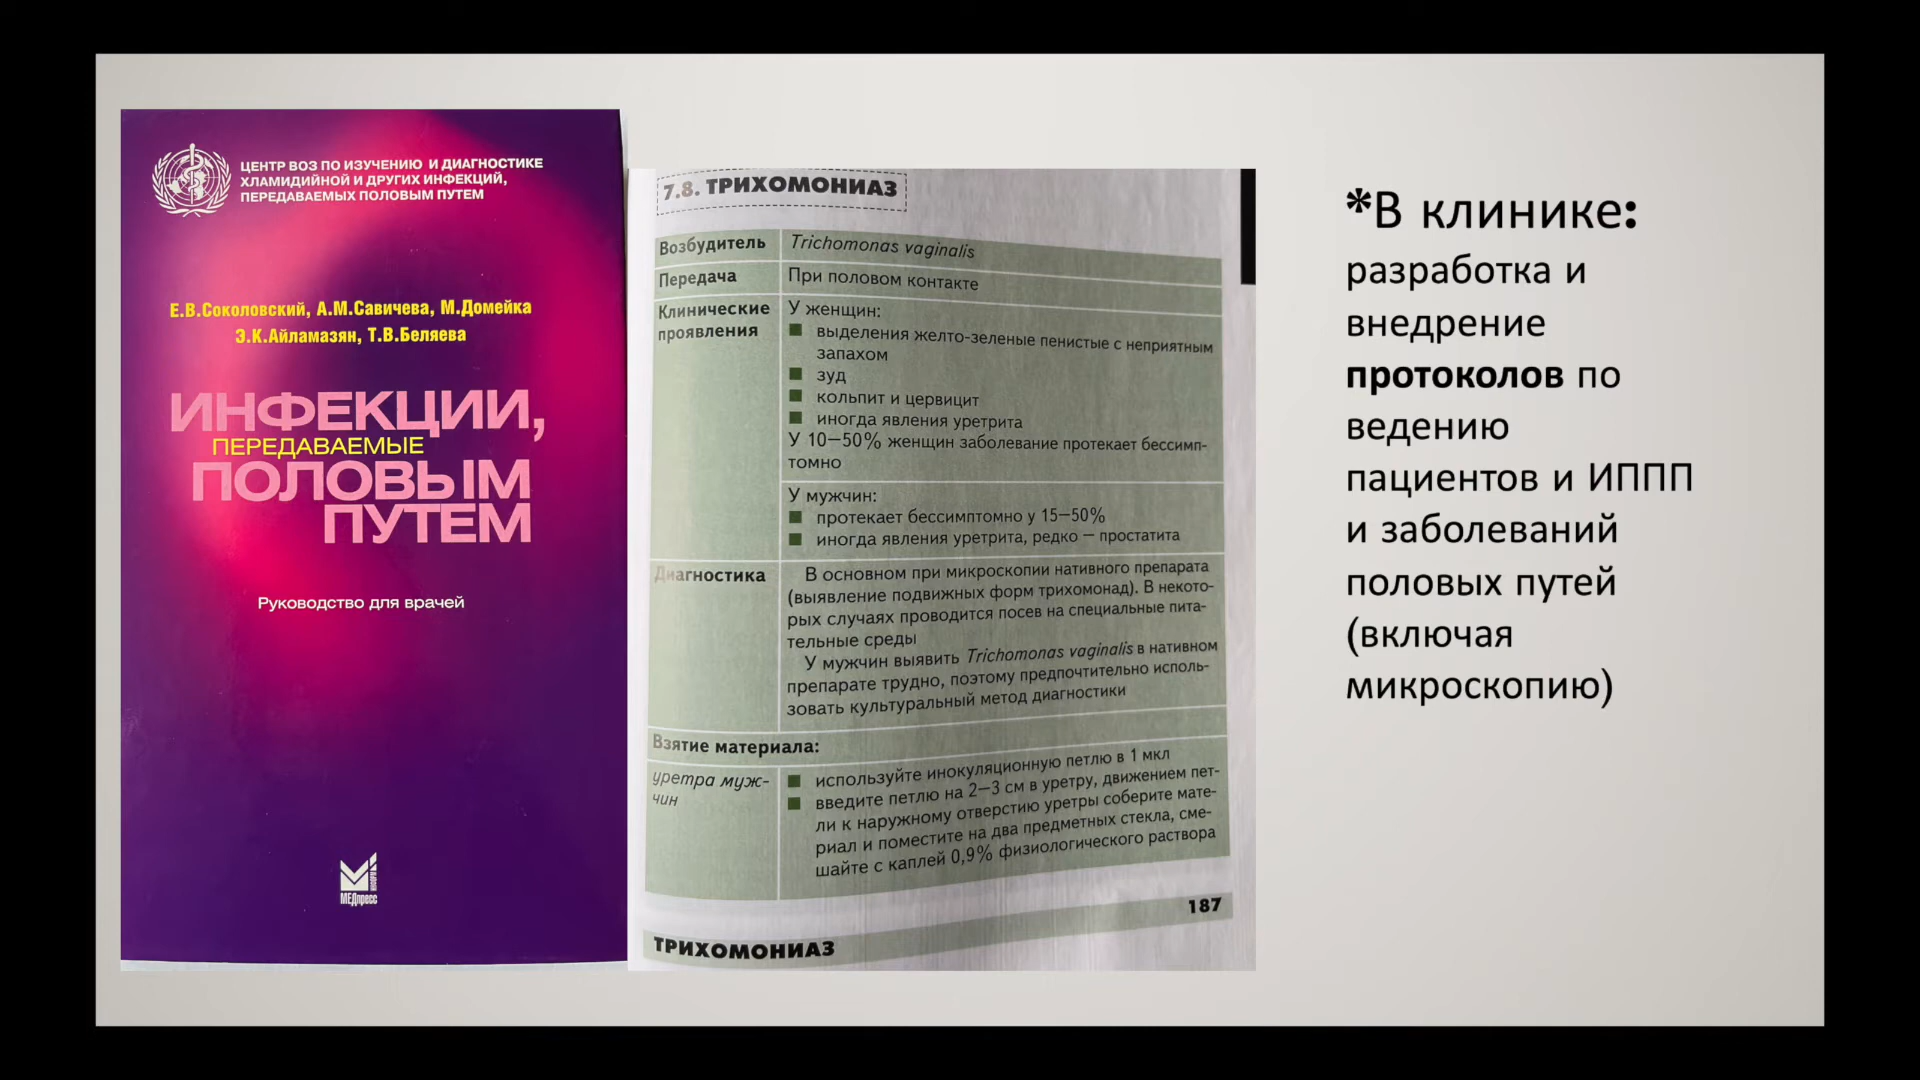 ЦЕНТР ВОЗ ПО ИЗУЧЕНИЮ И ДИАГНОСТИКЕ
ХЛАМИДИЙНОЙ И ДРУГИХ ИНФЕКЦИЙ,
ПЕРЕДАВАЕМЫХ ПОЛОВЫМ ПУТЕМ
Е.В.Соколовский, А.М.Савичева, М.Домейка
Э.К.Айламазян, Т.В.Беляева
ИНФЕКЦИИ,
ПЕРЕДАВАЕМЫЕ
ПОЛОВЫМ
ПУТЕМ
Руководство для врачей
МЕДпресс
информ
7.8. ТРИХОМОНИАЗ
Возбудитель Trichomonas vaginalis
Передача При половом контакте
Клинические проявления
У женщин:
выделения желто-зеленые пенистые с неприятным
запахом
зуд
кольпит и цервицит
иногда явления уретрита
У 10–50% женщин заболевание протекает бессимп-
томно
У мужчин:
протекает бессимптомно у 15–50%
иногда явления уретрита, редко – простатита
Диагностика
В основном при микроскопии нативного препарата
(выявление подвижных форм трихомонад). В некото-
рых случаях проводится посев на специальные пита-
тельные среды
У мужчин выявить Trichomonas vaginalis в нативном
препарате трудно, поэтому предпочтительно исполь-
зовать культуральный метод диагностики
Взятие материала:
уретра муж-
чин
используйте инокуляционную петлю в 1 мкл
введите петлю на 2–3 см в уретру, движением пет-
ли к наружному отверстию уретры соберите мате-
риал и поместите на два предметных стекла, сме-
шайте с каплей 0,9% физиологического раствора
187
ТРИХОМОНИАЗ
*В клинике:
разработка и
внедрение
протоколов по
ведению
пациентов и ИППП
и заболеваний
половых путей
(включая
микроскопию)